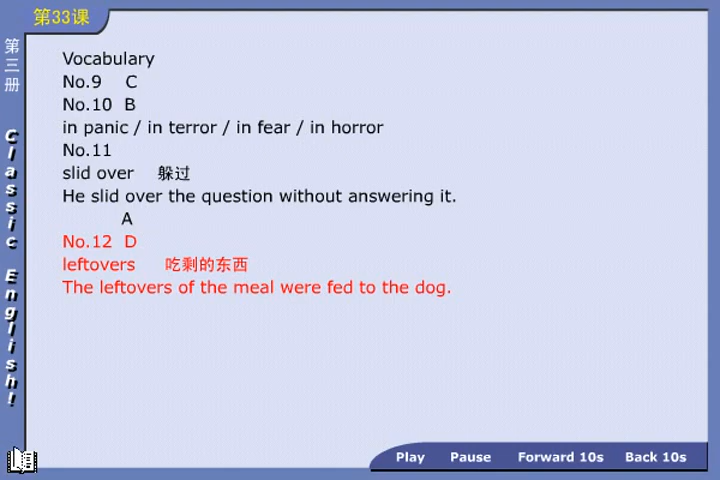 第33课
第三册
Classic English!
Vocabulary
No.9 C
No.10 B
in panic / in terror / in fear / in horror
No.11
slid over 躲过
He slid over the question without answering it.
A
No.12 D
leftovers 吃剩的东西
The leftovers of the meal were fed to the dog.
Play Pause Forward 10s Back 10s